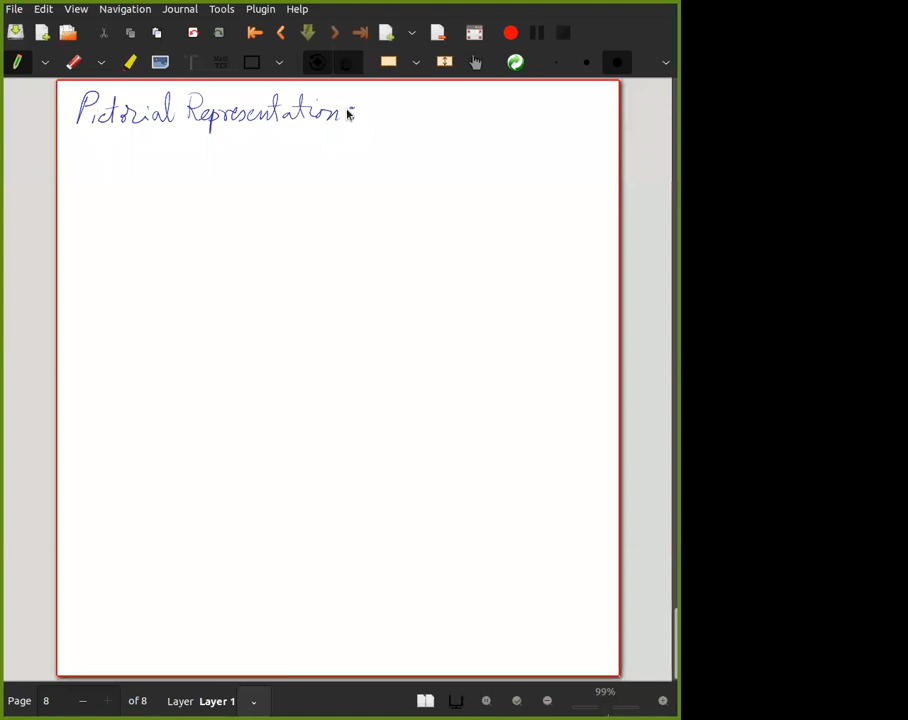 File Edit View Navigation Journal Tools Plugin Help
Pictorial Representation :
Page 8 of 8 Layer Layer 1 99%